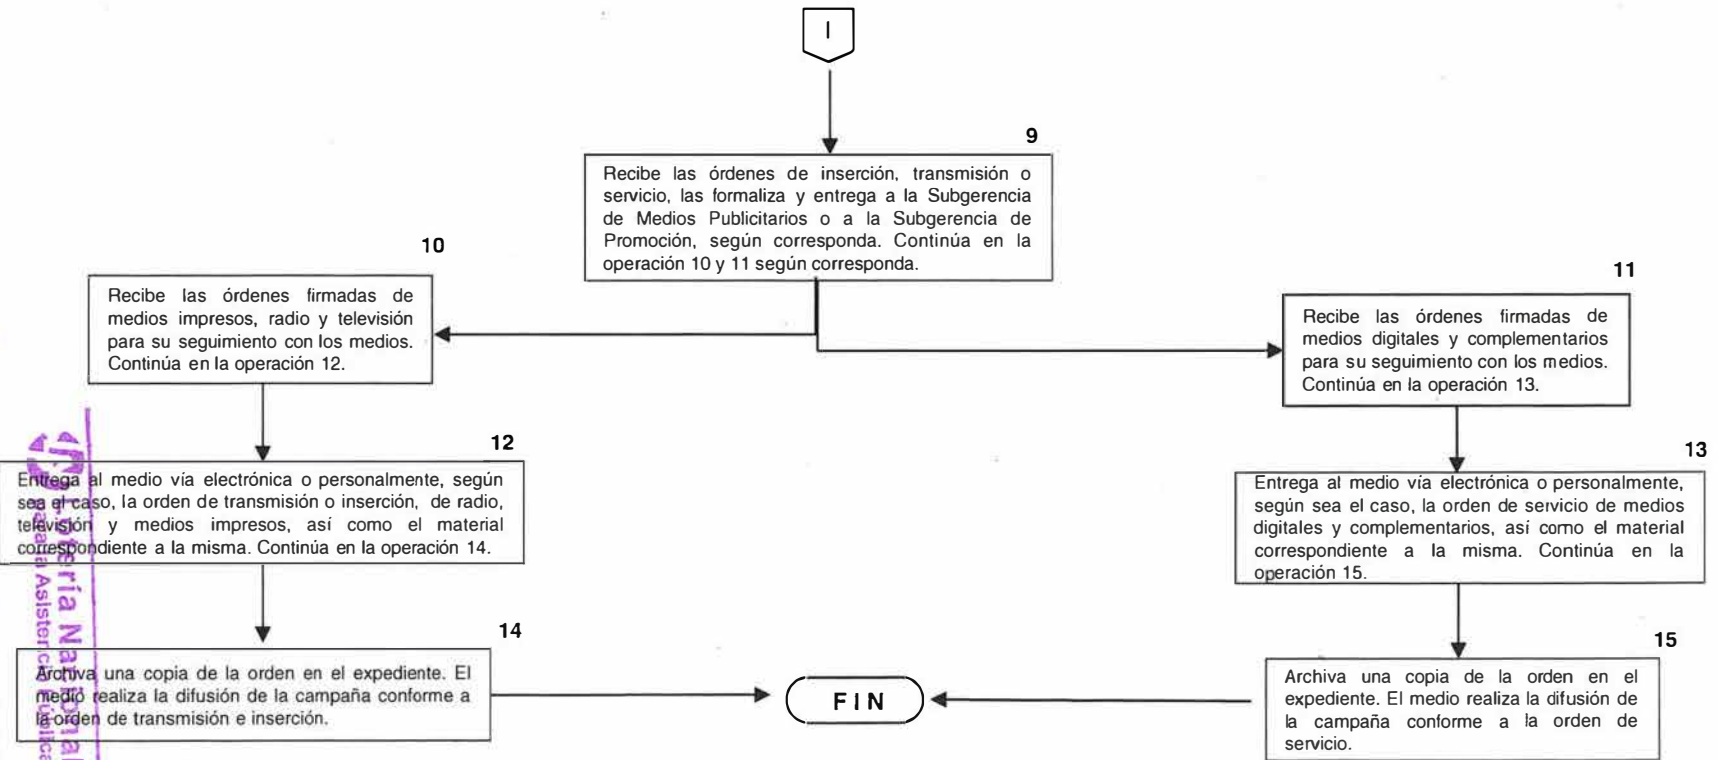 I
9
Recibe las órdenes de inserción, transmisión o
servicio, las formaliza y entrega a la Subgerencia
de Medios Publicitarios o a la Subgerencia de
Promoción, según corresponda. Continúa en la
operación 10 y 11 según corresponda.
10
Recibe las órdenes firmadas de
medios impresos, radio y televisión
para su seguimiento con los medios.
Continúa en la operación 12.
11
Recibe las órdenes firmadas de
medios digitales y complementarios
para su seguimiento con los medios.
Continúa en la operación 13.
12
Entrega al medio vía electrónica o personalmente, según
sea el caso, la orden de transmisión o inserción, de radio,
televisión y medios impresos, así como el material
correspondiente a la misma. Continúa en la operación 14.
13
Entrega al medio vía electrónica o personalmente,
según sea el caso, la orden de servicio de medios
digitales y complementarios, así como el material
correspondiente a la misma. Continúa en la
operación 15.
14
Archiva una copia de la orden en el expediente. El
medio realiza la difusión de la campaña conforme a
la orden de transmisión e inserción.
FIN
15
Archiva una copia de la orden en el
expediente. El medio realiza la difusión de
la campaña conforme a la orden de
servicio.
Lotería Nacional
para la Asistencia Pública